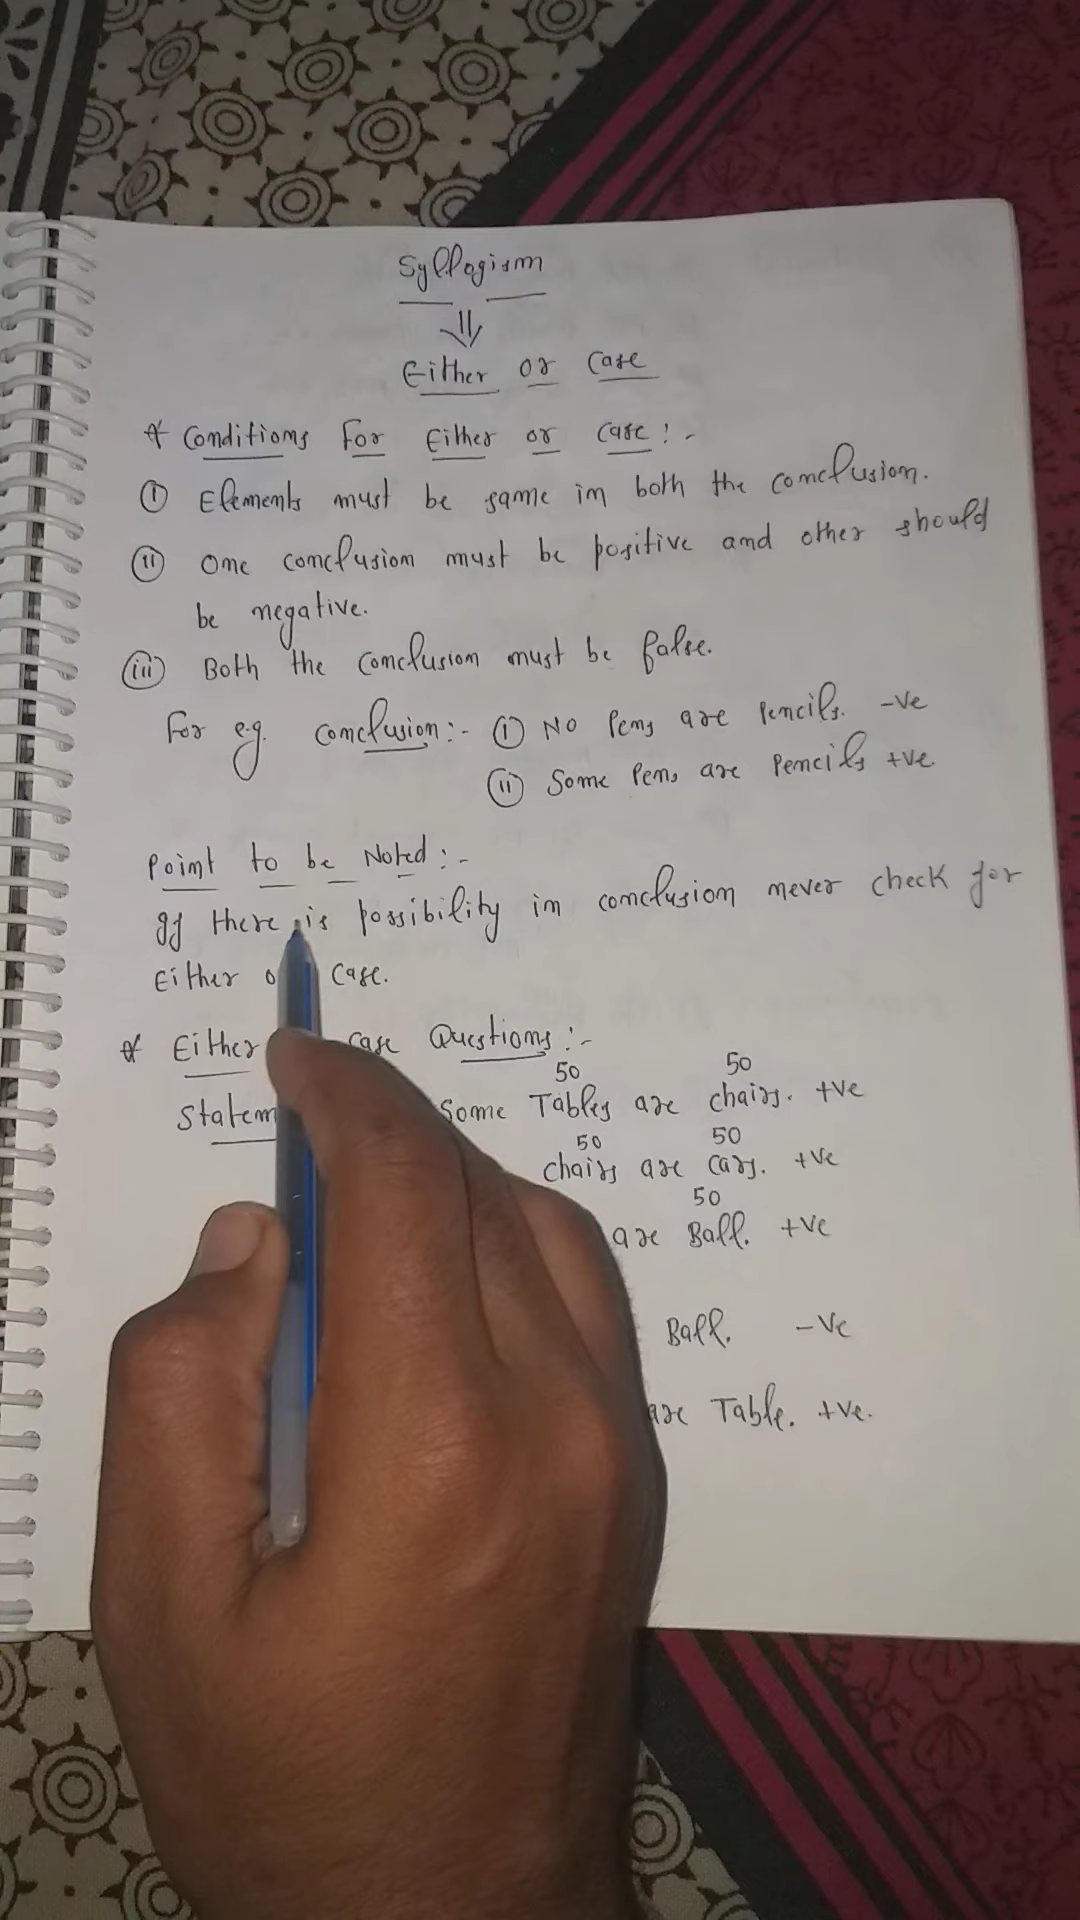 Syllogism
Either or Case
* Conditions For Either or Case :-
(i) Elements must be same in both the conclusion.
(ii) One conclusion must be positive and other should
be negative.
(iii) Both the conclusion must be false.
For e.g. Conclusion :- (i) No Pens are Pencils. -ve
(ii) Some Pens are Pencils +ve.
Point to be Noted :-
If there is possibility in conclusion never check for
Either o Case.
* Either Case Questions :-
50 50
Statem Some Tables are chairs. +ve
50 50
chairs are cars. +ve
50
are Ball. +ve
Ball. -ve
are Table. +ve.